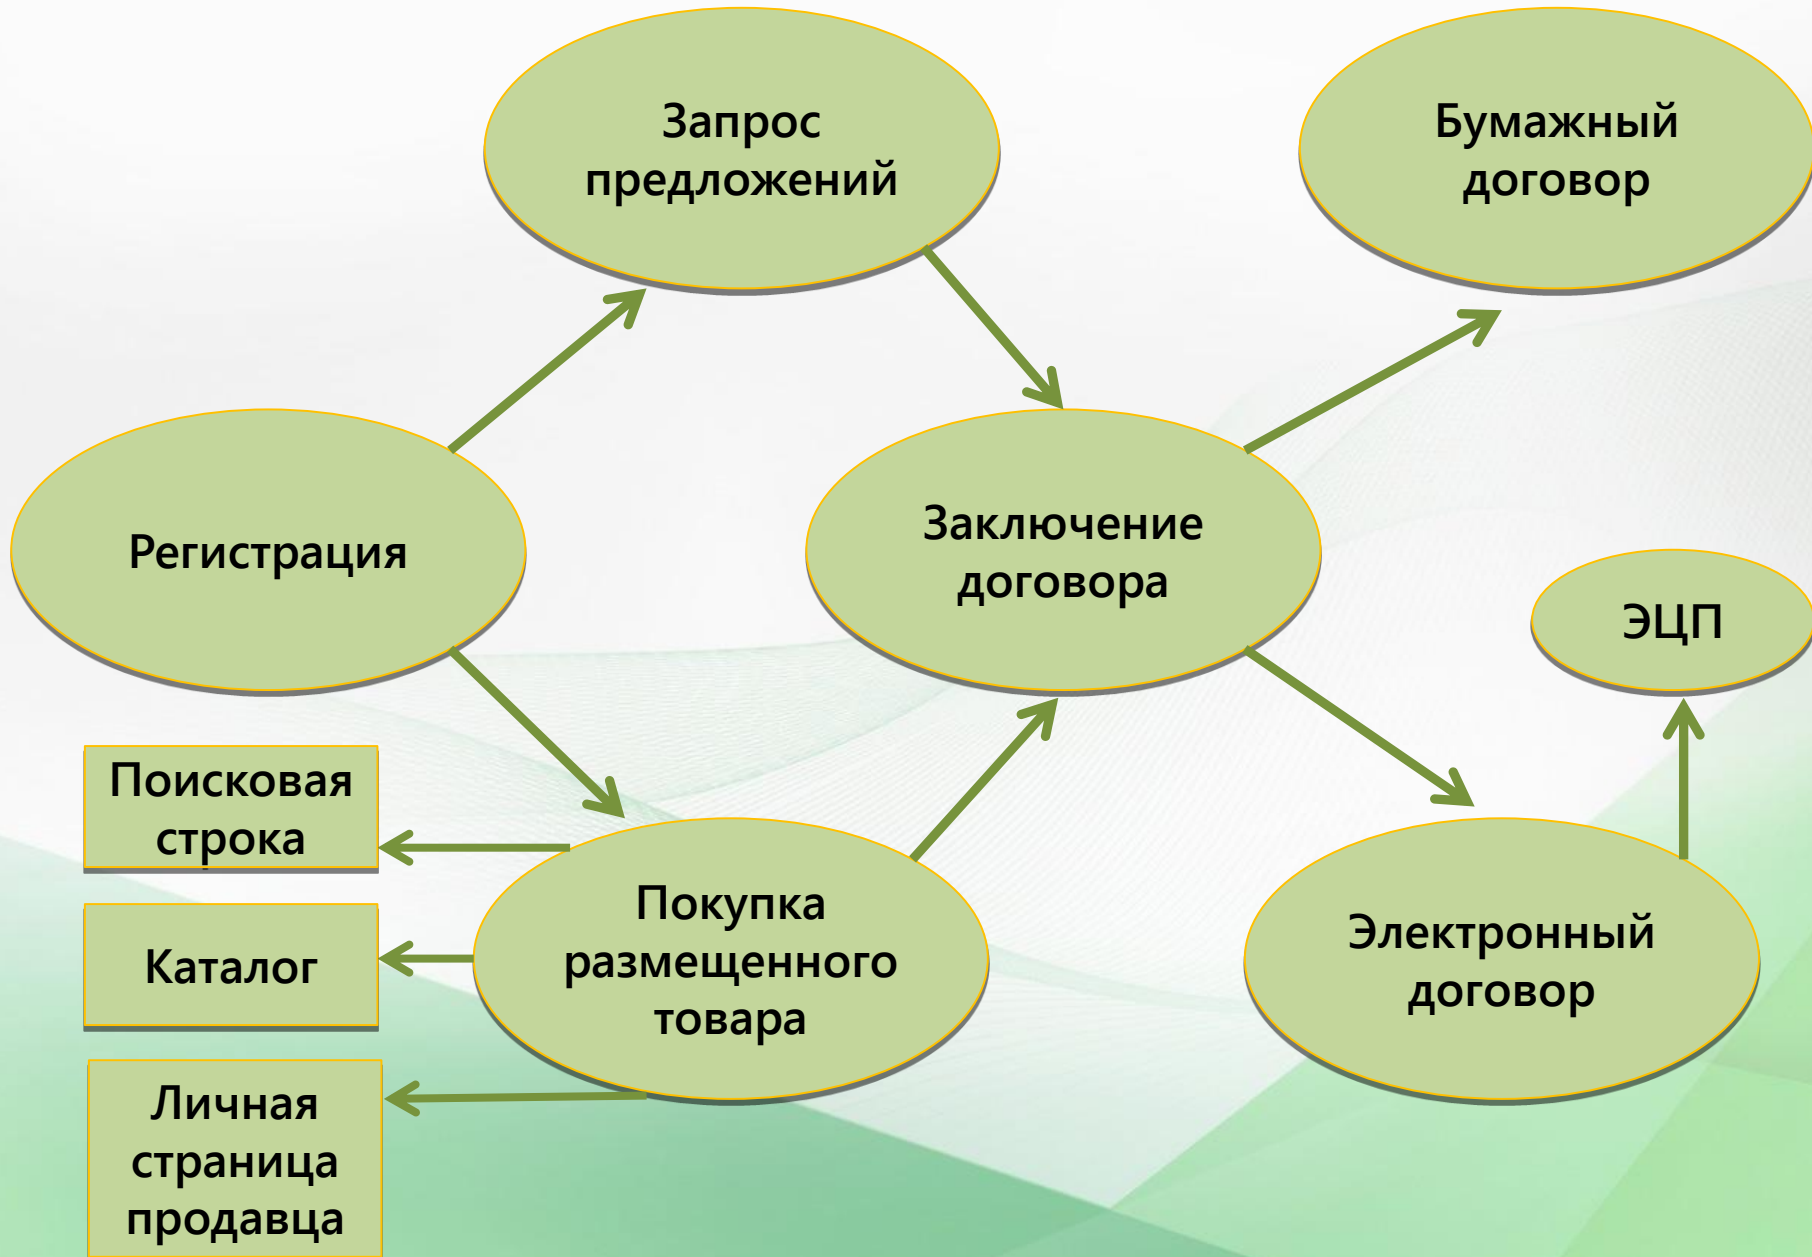 Запрос
предложений
Бумажный
договор
Регистрация
Заключение
договора
ЭЦП
Поисковая
строка
Каталог
Личная
страница
продавца
Покупка
размещенного
товара
Электронный
договор